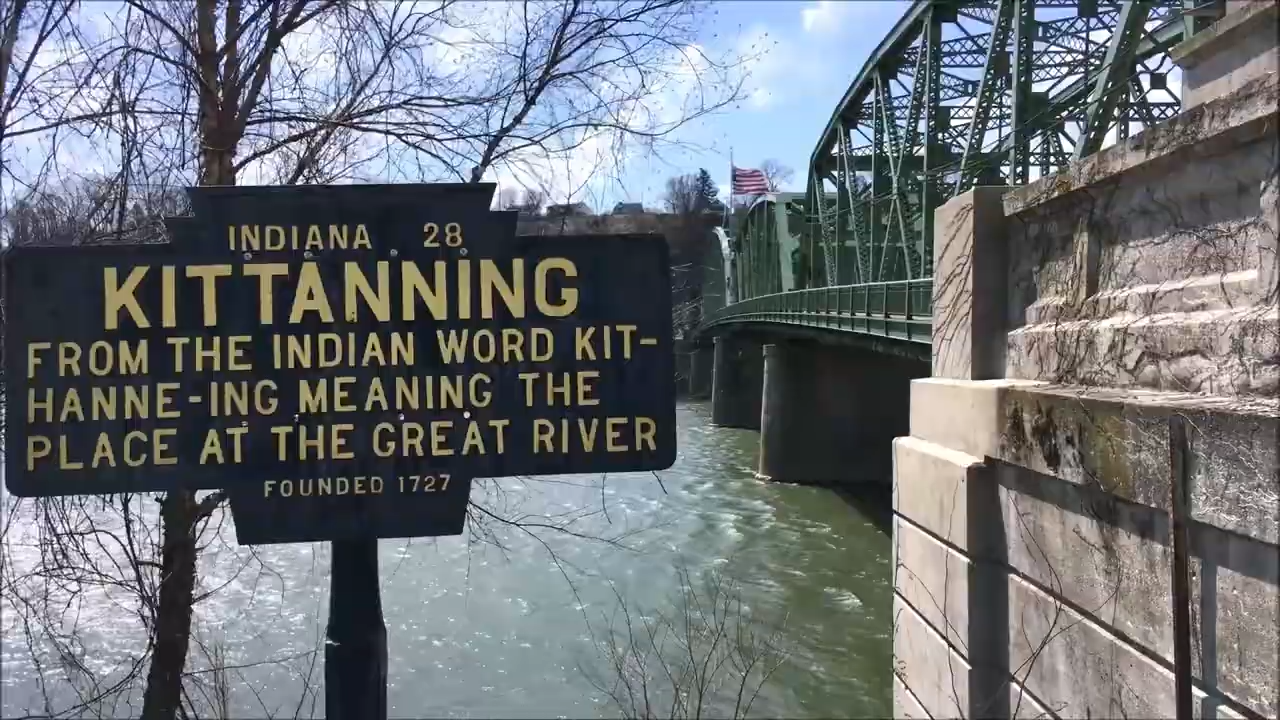 INDIANA 28
KITTANNING
FROM THE INDIAN WORD KIT-
HANNE-ING MEANING THE
PLACE AT THE GREAT RIVER
FOUNDED 1727